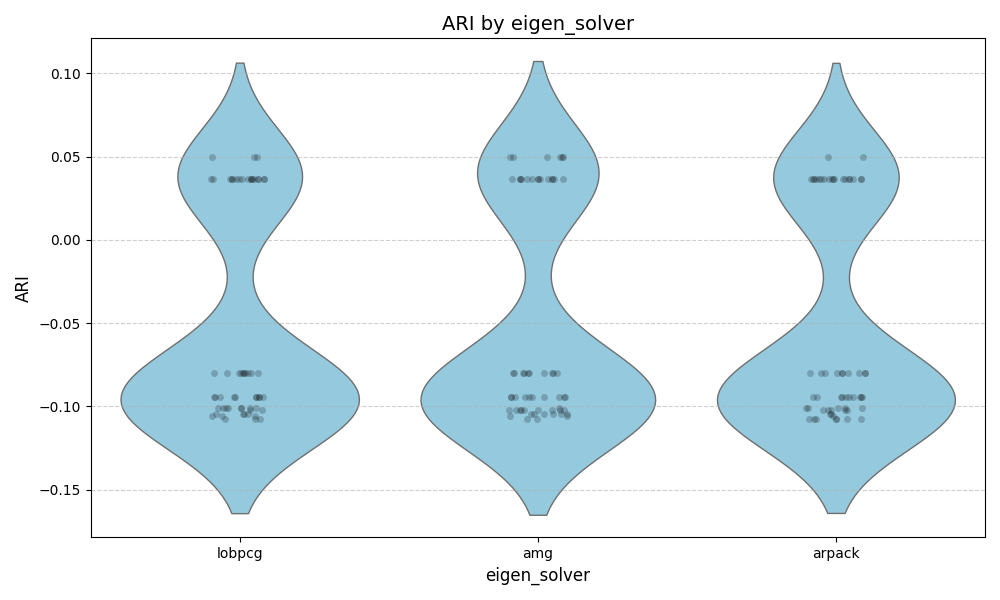 ARI by eigen_solver
ARI
0.10
0.05
0.00
−0.05
−0.10
−0.15
lobpcg
amg
arpack
eigen_solver